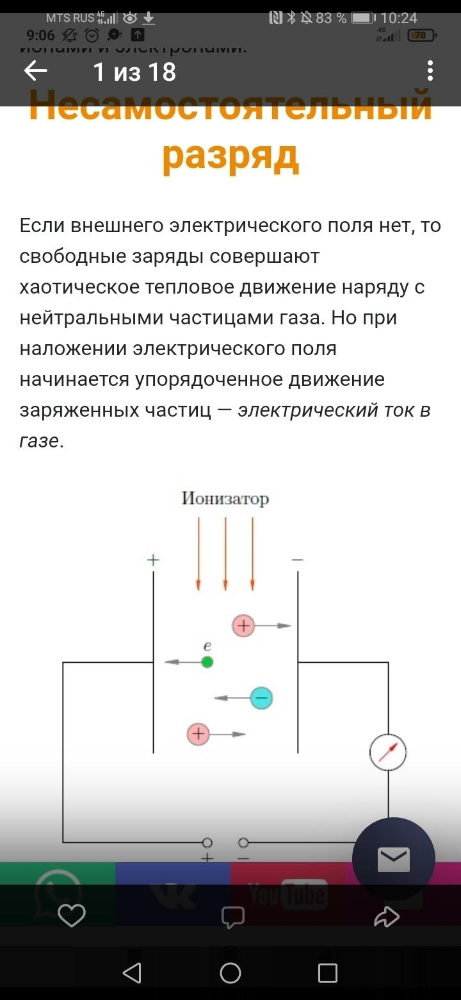 MTS RUS 4G 83 % 10:24
9:06 4G 70
ионами и электронами.
1 из 18
Несамостоятельный
разряд
Если внешнего электрического поля нет, то
свободные заряды совершают
хаотическое тепловое движение наряду с
нейтральными частицами газа. Но при
наложении электрического поля
начинается упорядоченное движение
заряженных частиц — электрический ток в
газе.
Ионизатор
+ −
+
e
−
+
+ −
You Tube